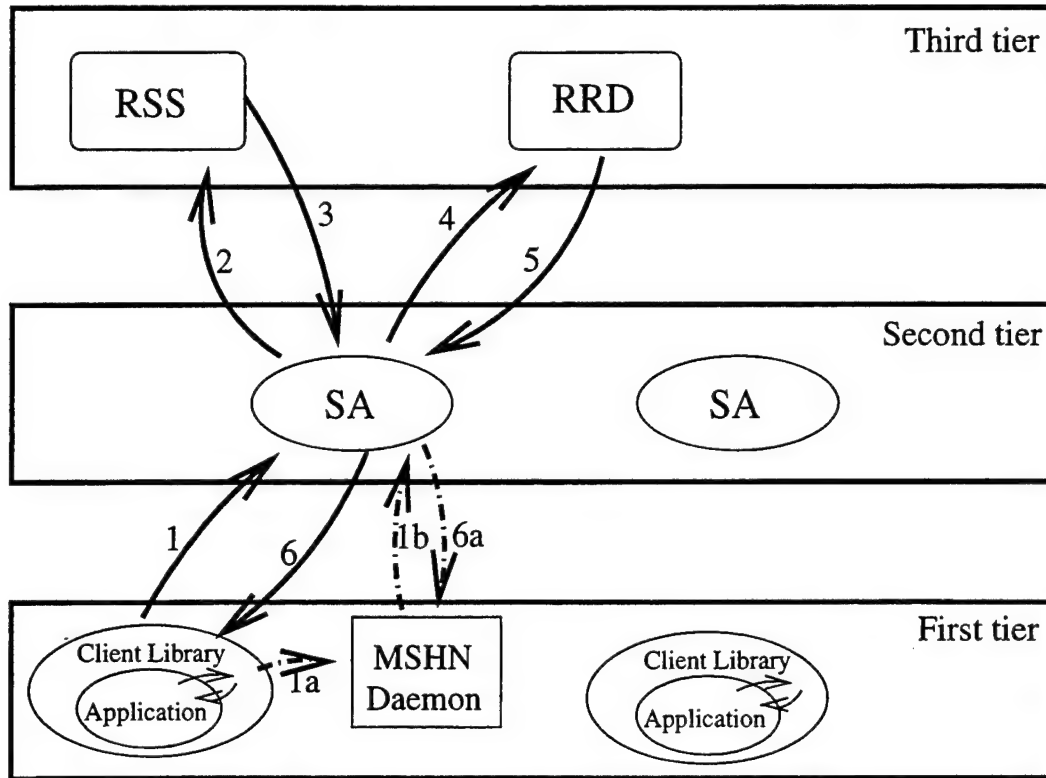 Third tier
RSS
RRD
3
4
2
5
Second tier
SA
SA
1
6
1b
6a
First tier
Client Library
Application
1a
MSHN
Daemon
Client Library
Application